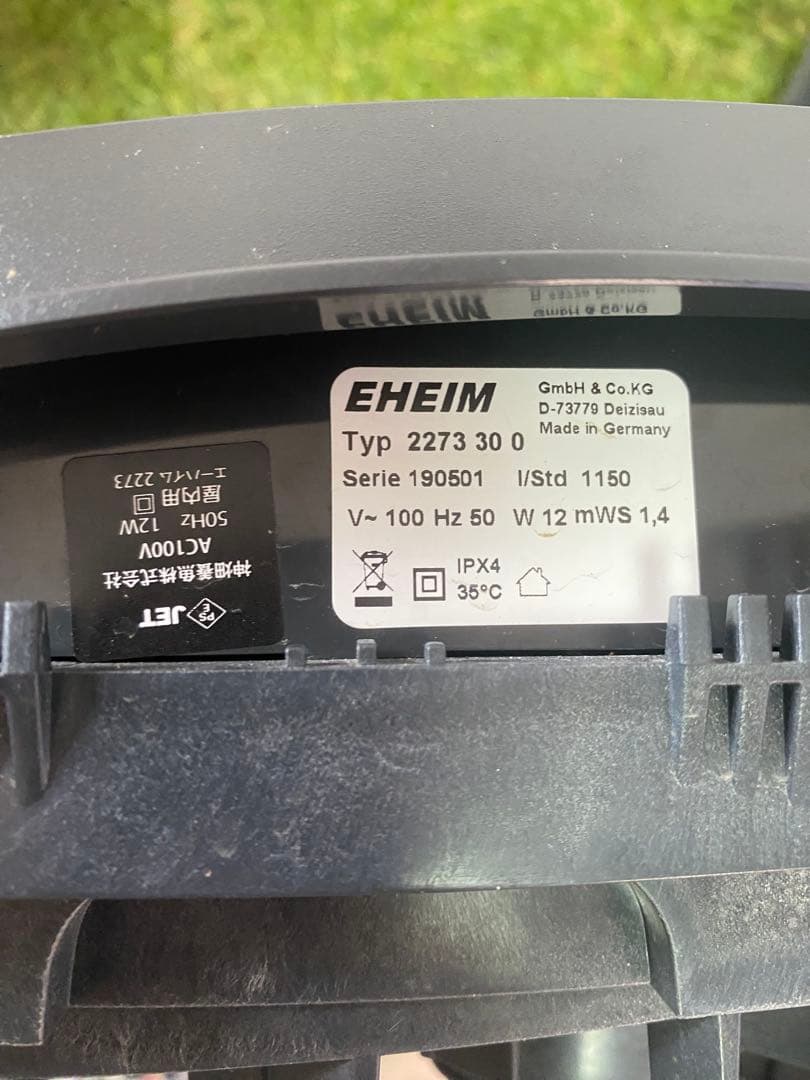 EHEIM
GmbH & Co.KG
D-73779 Deizisau
Made in Germany
Typ 2273 30 0
Serie 190501 I/Std 1150
V~ 100 Hz 50 W 12 mWS 1,4
IPX4
35°C
PS
E
JET
神畑養魚株式会社
AC100V
50Hz 12W
屋内用
エーハイム 2273